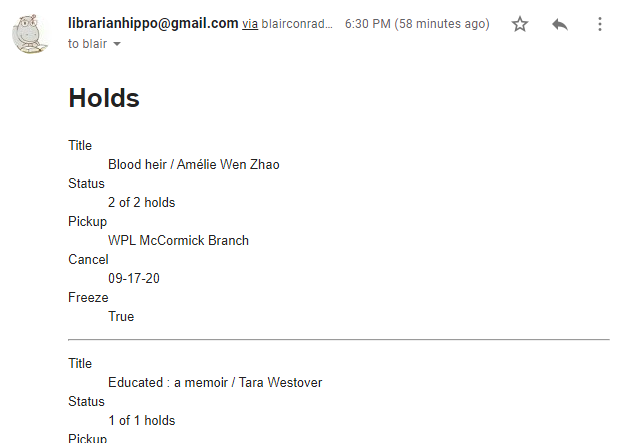 librarianhippo@gmail.com via blairconrad... 6:30 PM (58 minutes ago)
to blair
Holds
Title
Blood heir / Amélie Wen Zhao
Status
2 of 2 holds
Pickup
WPL McCormick Branch
Cancel
09-17-20
Freeze
True
Title
Educated : a memoir / Tara Westover
Status
1 of 1 holds
Pickup